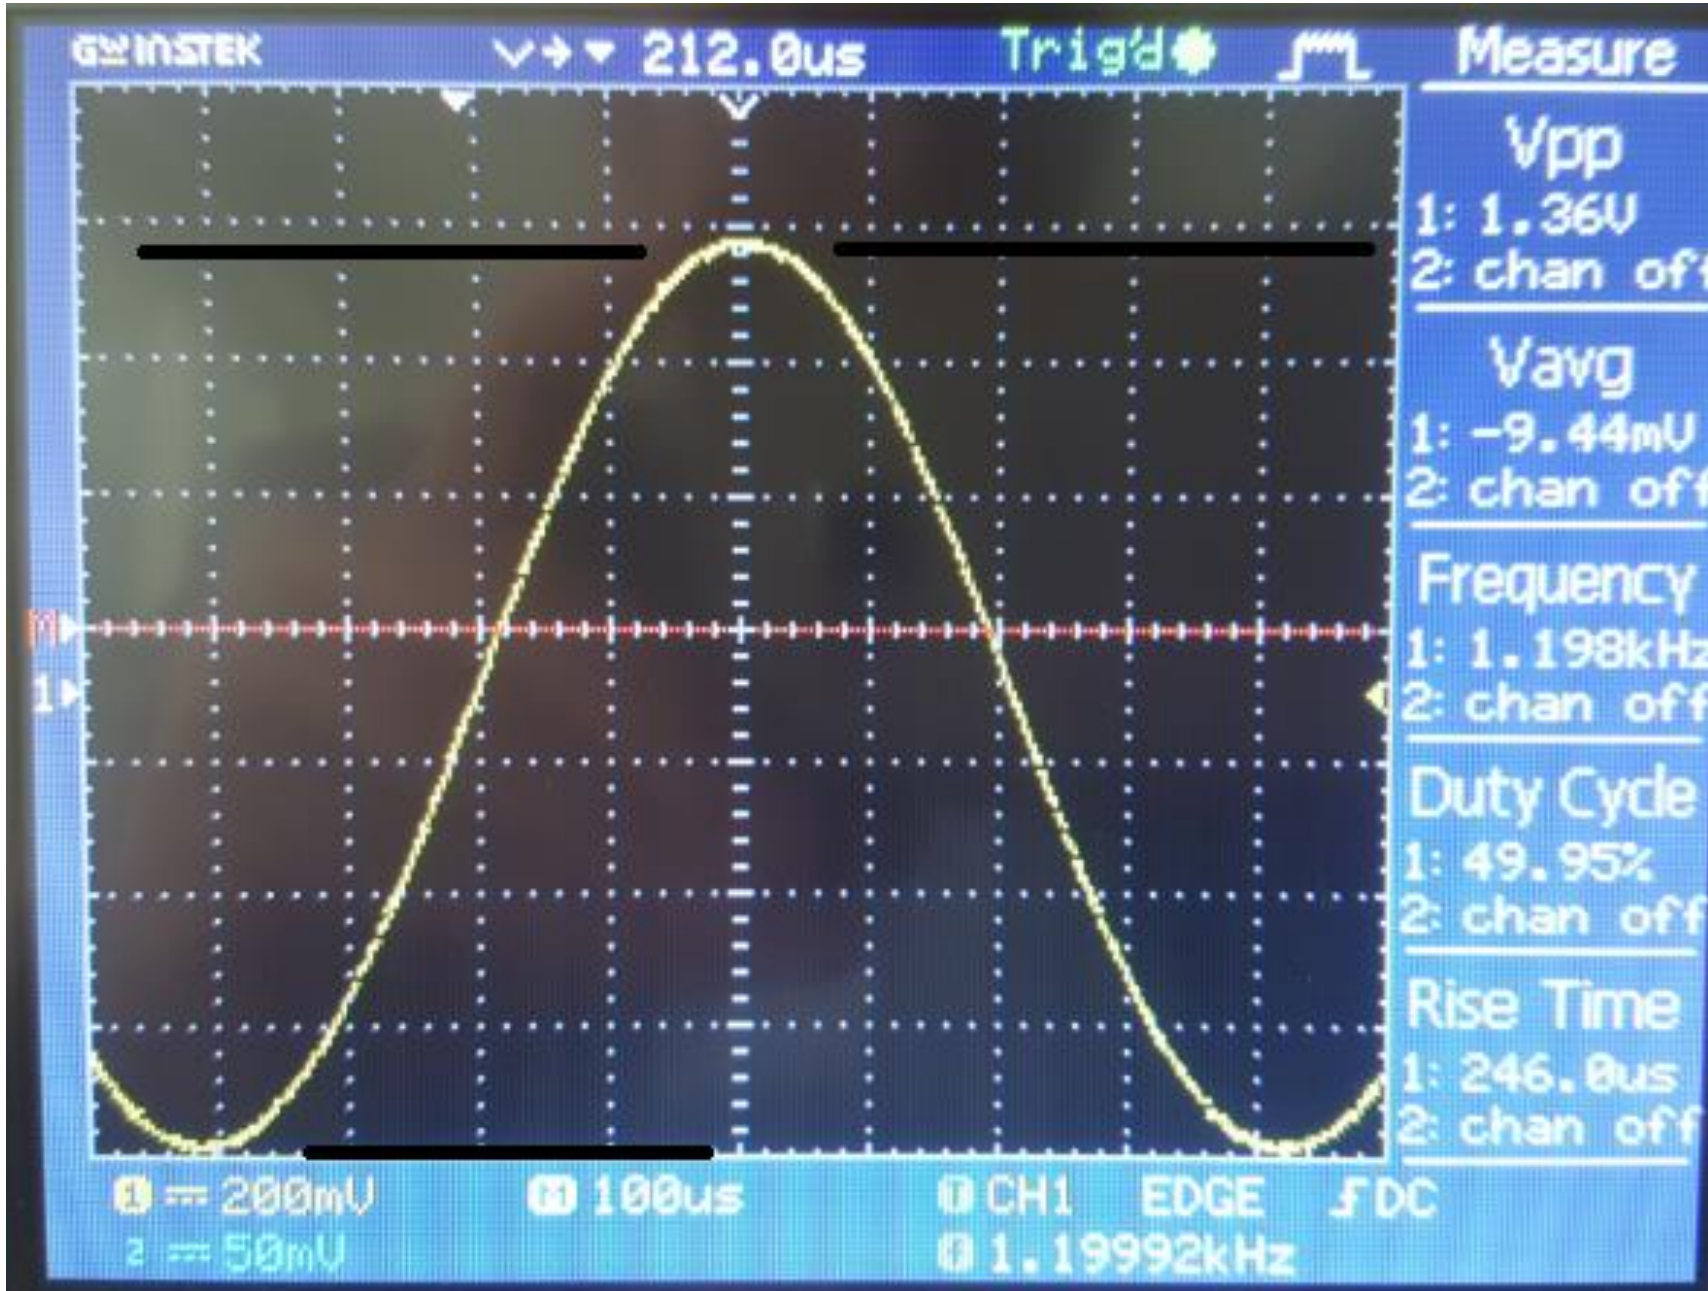 GWINSTEK 212.0us Trig'd Measure
Vpp
1: 1.36V
2: chan off
Vavg
1: -9.44mV
2: chan off
Frequency
1: 1.198kHz
2: chan off
Duty Cycle
1: 49.95%
2: chan off
Rise Time
1: 246.0us
2: chan off
M
1
1 200mV M 100us T CH1 EDGE DC
2 50mV F 1.19992kHz